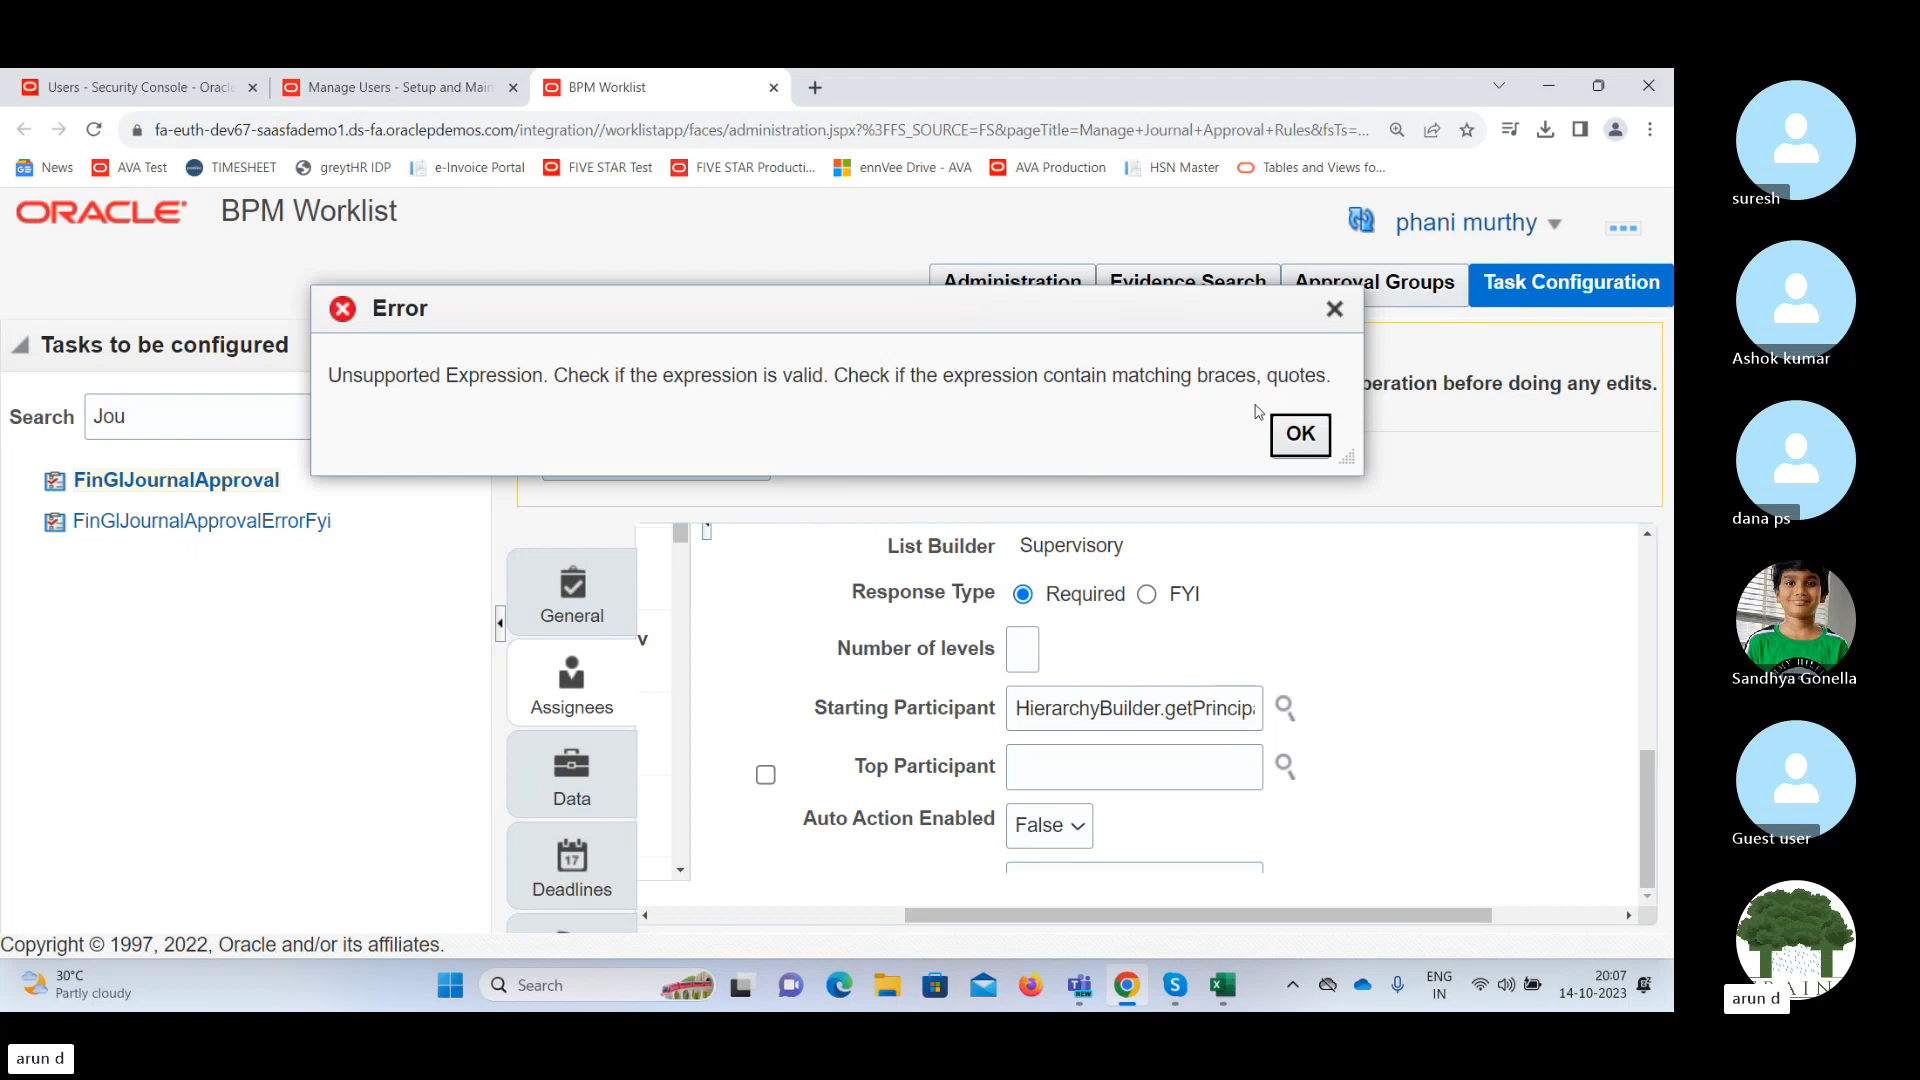 Users - Security Console - Oracl
Manage Users - Setup and Main
BPM Worklist
fa-euth-dev67-saasfademo1.ds-fa.oraclepdemos.com/integration//worklistapp/faces/administration.jspx?%3FFS_SOURCE=FS&pageTitle=Manage+Journal+Approval+Rules&fsTs=...
News
AVA Test
TIMESHEET
greytHR IDP
e-Invoice Portal
FIVE STAR Test
FIVE STAR Producti...
ennVee Drive - AVA
AVA Production
HSN Master
Tables and Views fo...
ORACLE
BPM Worklist
phani murthy
Administration
Evidence Search
Approval Groups
Task Configuration
Error
Unsupported Expression. Check if the expression is valid. Check if the expression contain matching braces, quotes.
OK
peration before doing any edits.
Tasks to be configured
Search
Jou
FinGlJournalApproval
FinGlJournalApprovalErrorFyi
General
Assignees
Data
Deadlines
17
v
List Builder Supervisory
Response Type Required FYI
Number of levels
Starting Participant HierarchyBuilder.getPrincipa
Top Participant
Auto Action Enabled False
Copyright © 1997, 2022, Oracle and/or its affiliates.
30°C
Partly cloudy
Search
NEW
ENG
IN
20:07
14-10-2023
suresh
Ashok kumar
dana ps
Sandhya Gonella
Guest user
arun d
arun d